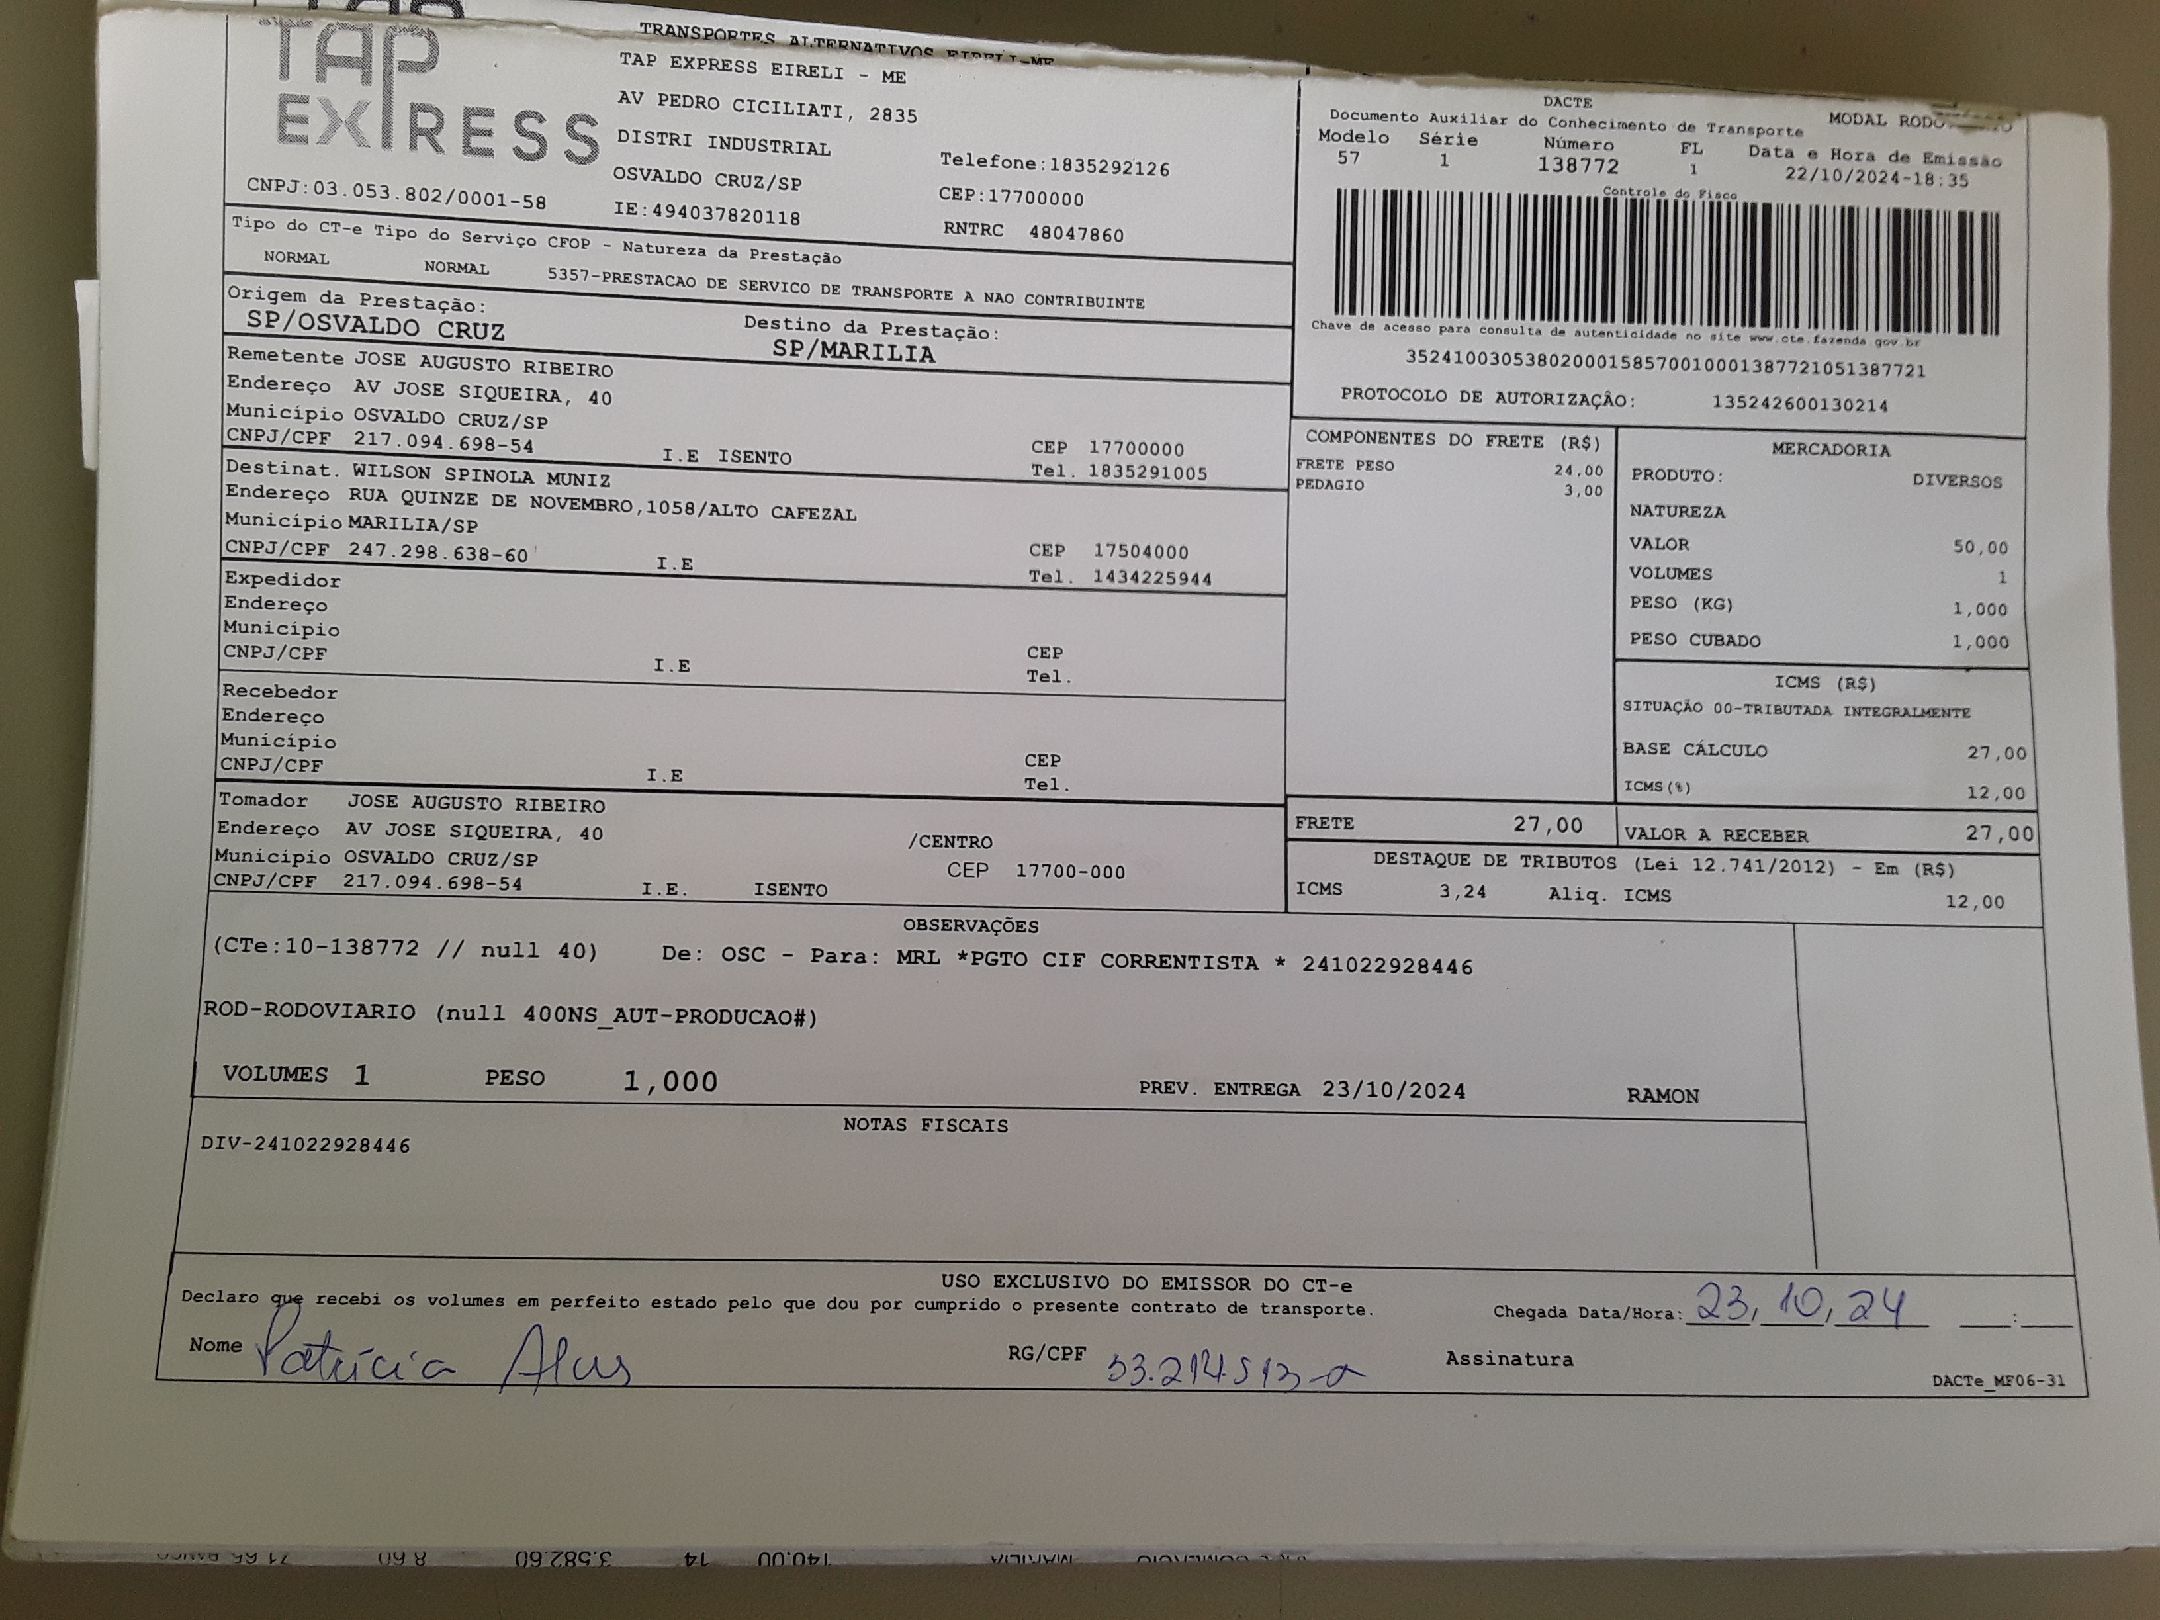 TAP
EXPRESS
TRANSPORTES ALTERNATIVOS EIRELI-ME
TAP EXPRESS EIRELI - ME
AV PEDRO CICILIATI, 2835
DISTRI INDUSTRIAL
OSVALDO CRUZ/SP
Telefone:1835292126
CEP:17700000
CNPJ:03.053.802/0001-58
IE:494037820118
RNTRC 48047860
DACTE
Documento Auxiliar do Conhecimento de Transporte
MODAL
Modelo Série Número FL Data e Hora de Emissão
57 1 138772 1 22/10/2024-18:35
Controle do Fisco
Chave de acesso para consulta de autenticidade no site www.cte.fazenda.gov.br
35241003053802000158570010001387721051387721
PROTOCOLO DE AUTORIZAÇÂO: 135242600130214
Tipo do CT-e Tipo do Serviço CFOP - Natureza da Prestação
NORMAL NORMAL 5357-PRESTACAO DE SERVICO DE TRANSPORTE A NAO CONTRIBUINTE
Origem da Prestação: Destino da Prestação:
SP/OSVALDO CRUZ SP/MARILIA
Remetente JOSE AUGUSTO RIBEIRO
Endereço AV JOSE SIQUEIRA, 40
Município OSVALDO CRUZ/SP CEP 17700000
CNPJ/CPF 217.094.698-54 I.E ISENTO Tel. 1835291005
Destinat. WILSON SPINOLA MUNIZ
Endereço RUA QUINZE DE NOVEMBRO,1058/ALTO CAFEZAL
Município MARILIA/SP CEP 17504000
CNPJ/CPF 247.298.638-60 I.E Tel. 1434225944
Expedidor
Endereço
Município CEP
CNPJ/CPF I.E Tel.
Recebedor
Endereço
Município CEP
CNPJ/CPF I.E Tel.
Tomador JOSE AUGUSTO RIBEIRO
Endereço AV JOSE SIQUEIRA, 40 /CENTRO
Município OSVALDO CRUZ/SP CEP 17700-000
CNPJ/CPF 217.094.698-54 I.E. ISENTO
COMPONENTES DO FRETE (R$)
FRETE PESO 24,00
PEDAGIO 3,00
MERCADORIA
PRODUTO: DIVERSOS
NATUREZA
VALOR 50,00
VOLUMES 1
PESO (KG) 1,000
PESO CUBADO 1,000
ICMS (R$)
SITUAÇÃO 00-TRIBUTADA INTEGRALMENTE
BASE CÁLCULO 27,00
ICMS(%) 12,00
FRETE 27,00 VALOR A RECEBER 27,00
DESTAQUE DE TRIBUTOS (Lei 12.741/2012) - Em (R$)
ICMS 3,24 Aliq. ICMS 12,00
OBSERVAÇÕES
(CTe:10-138772 // null 40) De: OSC - Para: MRL *PGTO CIF CORRENTISTA * 241022928446
ROD-RODOVIARIO (null 400NS_AUT-PRODUCAO#)
VOLUMES 1 PESO 1,000 PREV. ENTREGA 23/10/2024 RAMON
NOTAS FISCAIS
DIV-241022928446
USO EXCLUSIVO DO EMISSOR DO CT-e
Declaro que recebi os volumes em perfeito estado pelo que dou por cumprido o presente contrato de transporte.
Chegada Data/Hora: 23, 10, 24 __:__
Nome Patrícia RG/CPF Assinatura
DACTe_MF06-31
71,65 8,60 3.582,60 14 140,00 MARILIA